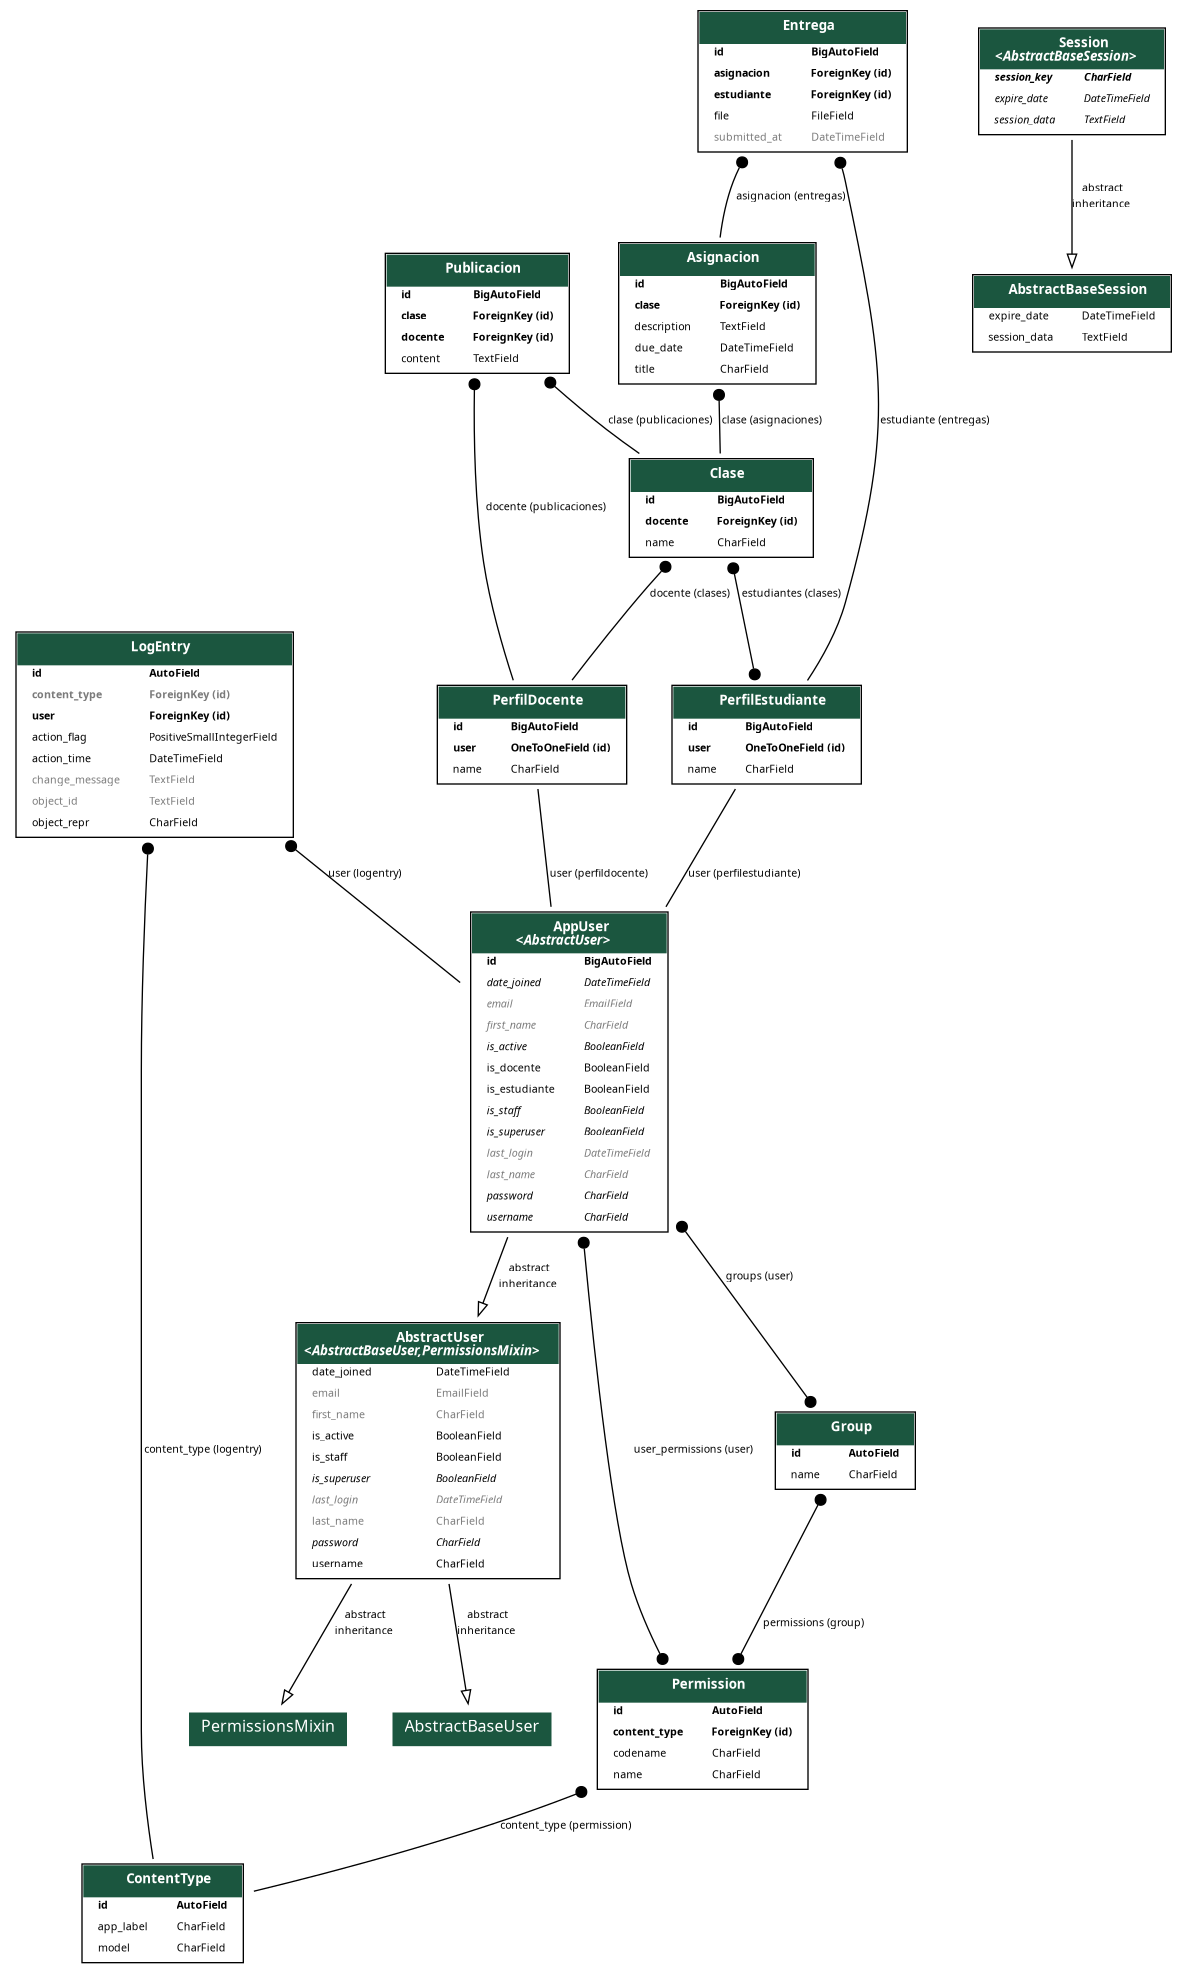 Entrega
id BigAutoField
asignacion ForeignKey (id)
estudiante ForeignKey (id)
file FileField
submitted_at DateTimeField
Session
<AbstractBaseSession>
session_key CharField
expire_date DateTimeField
session_data TextField
asignacion (entregas)
abstract
inheritance
Publicacion
id BigAutoField
clase ForeignKey (id)
docente ForeignKey (id)
content TextField
Asignacion
id BigAutoField
clase ForeignKey (id)
description TextField
due_date DateTimeField
title CharField
AbstractBaseSession
expire_date DateTimeField
session_data TextField
clase (publicaciones)
clase (asignaciones)
estudiante (entregas)
docente (publicaciones)
Clase
id BigAutoField
docente ForeignKey (id)
name CharField
docente (clases)
estudiantes (clases)
LogEntry
id AutoField
content_type ForeignKey (id)
user ForeignKey (id)
action_flag PositiveSmallIntegerField
action_time DateTimeField
change_message TextField
object_id TextField
object_repr CharField
PerfilDocente
id BigAutoField
user OneToOneField (id)
name CharField
PerfilEstudiante
id BigAutoField
user OneToOneField (id)
name CharField
user (logentry)
user (perfildocente)
user (perfilestudiante)
AppUser
<AbstractUser>
id BigAutoField
date_joined DateTimeField
email EmailField
first_name CharField
is_active BooleanField
is_docente BooleanField
is_estudiante BooleanField
is_staff BooleanField
is_superuser BooleanField
last_login DateTimeField
last_name CharField
password CharField
username CharField
abstract
inheritance
groups (user)
AbstractUser
<AbstractBaseUser,PermissionsMixin>
date_joined DateTimeField
email EmailField
first_name CharField
is_active BooleanField
is_staff BooleanField
is_superuser BooleanField
last_login DateTimeField
last_name CharField
password CharField
username CharField
content_type (logentry)
user_permissions (user)
Group
id AutoField
name CharField
abstract
inheritance
abstract
inheritance
permissions (group)
PermissionsMixin
AbstractBaseUser
Permission
id AutoField
content_type ForeignKey (id)
codename CharField
name CharField
content_type (permission)
ContentType
id AutoField
app_label CharField
model CharField